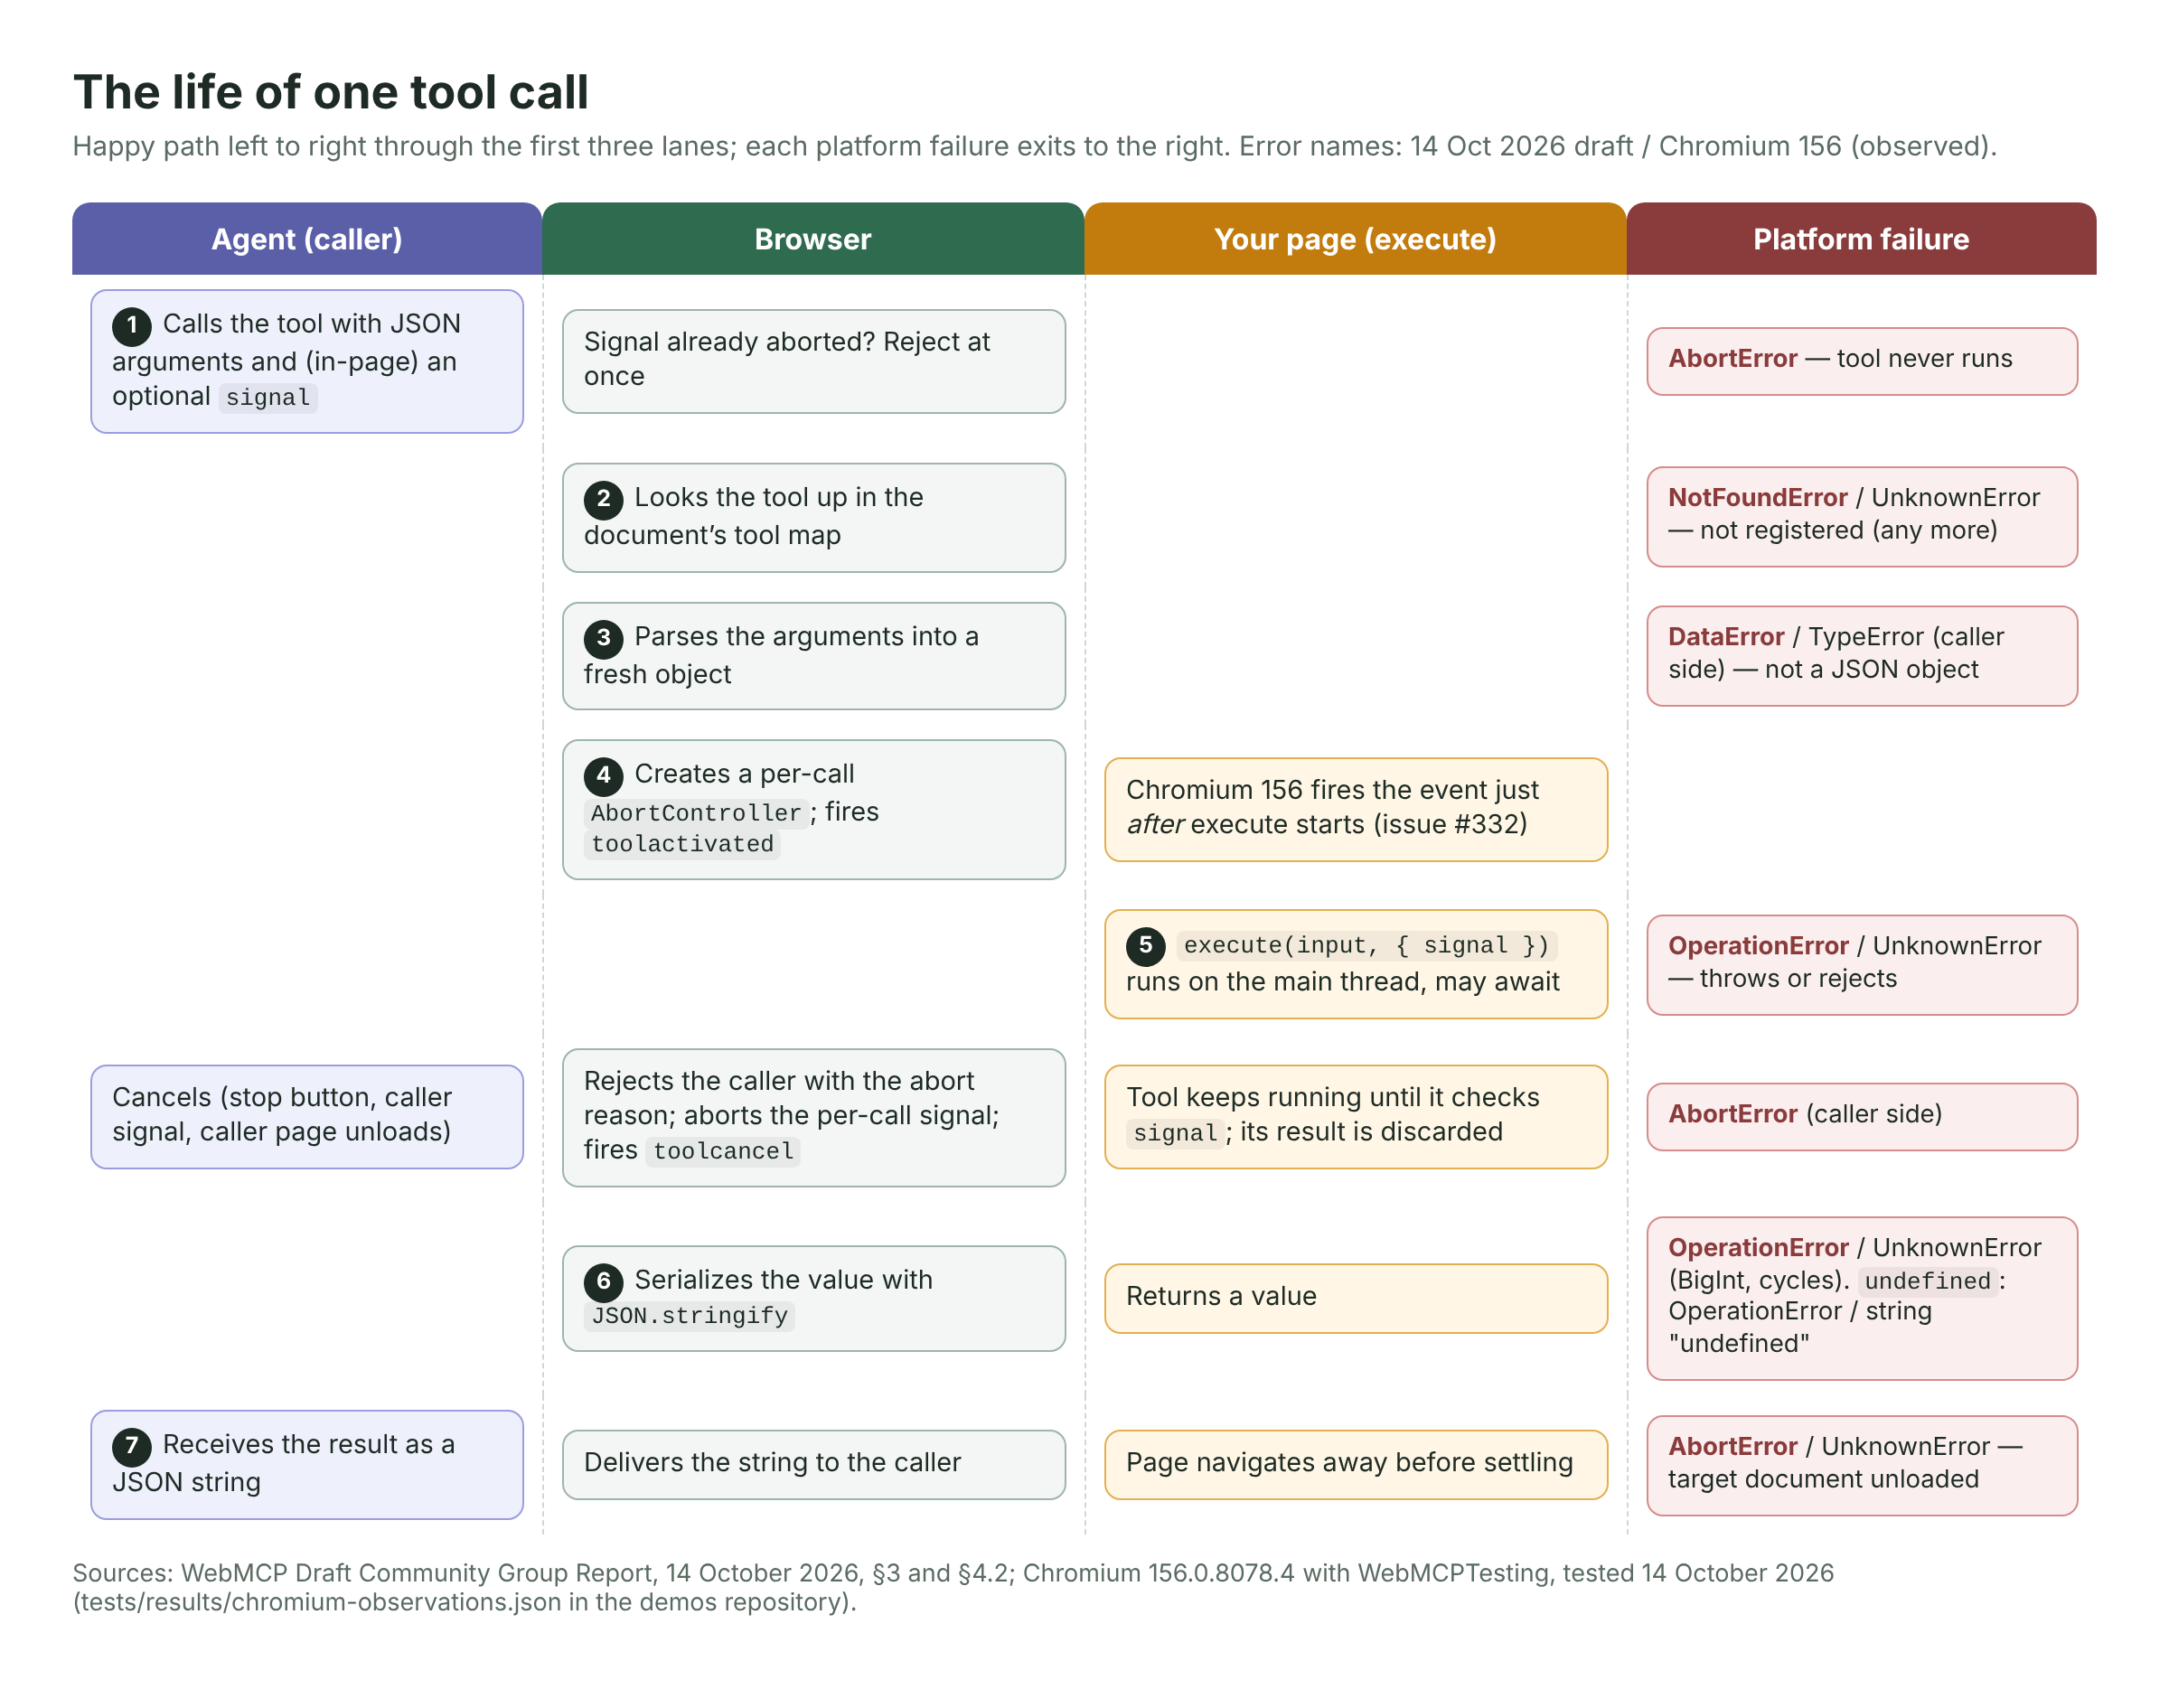 The life of one tool call
Happy path left to right through the first three lanes; each platform failure exits to the right. Error names: 14 Oct 2026 draft / Chromium 156 (observed).
Agent (caller)
Browser
Your page (execute)
Platform failure
1 Calls the tool with JSON
arguments and (in-page) an
optional signal
Signal already aborted? Reject at
once
AbortError — tool never runs
2 Looks the tool up in the
document’s tool map
NotFoundError / UnknownError
— not registered (any more)
3 Parses the arguments into a
fresh object
DataError / TypeError (caller
side) — not a JSON object
4 Creates a per-call
AbortController; fires
toolactivated
Chromium 156 fires the event just
after execute starts (issue #332)
5 execute(input, { signal })
runs on the main thread, may await
OperationError / UnknownError
— throws or rejects
Cancels (stop button, caller
signal, caller page unloads)
Rejects the caller with the abort
reason; aborts the per-call signal;
fires toolcancel
Tool keeps running until it checks
signal; its result is discarded
AbortError (caller side)
6 Serializes the value with
JSON.stringify
Returns a value
OperationError / UnknownError
(BigInt, cycles). undefined:
OperationError / string
"undefined"
7 Receives the result as a
JSON string
Delivers the string to the caller
Page navigates away before settling
AbortError / UnknownError —
target document unloaded
Sources: WebMCP Draft Community Group Report, 14 October 2026, §3 and §4.2; Chromium 156.0.8078.4 with WebMCPTesting, tested 14 October 2026
(tests/results/chromium-observations.json in the demos repository).